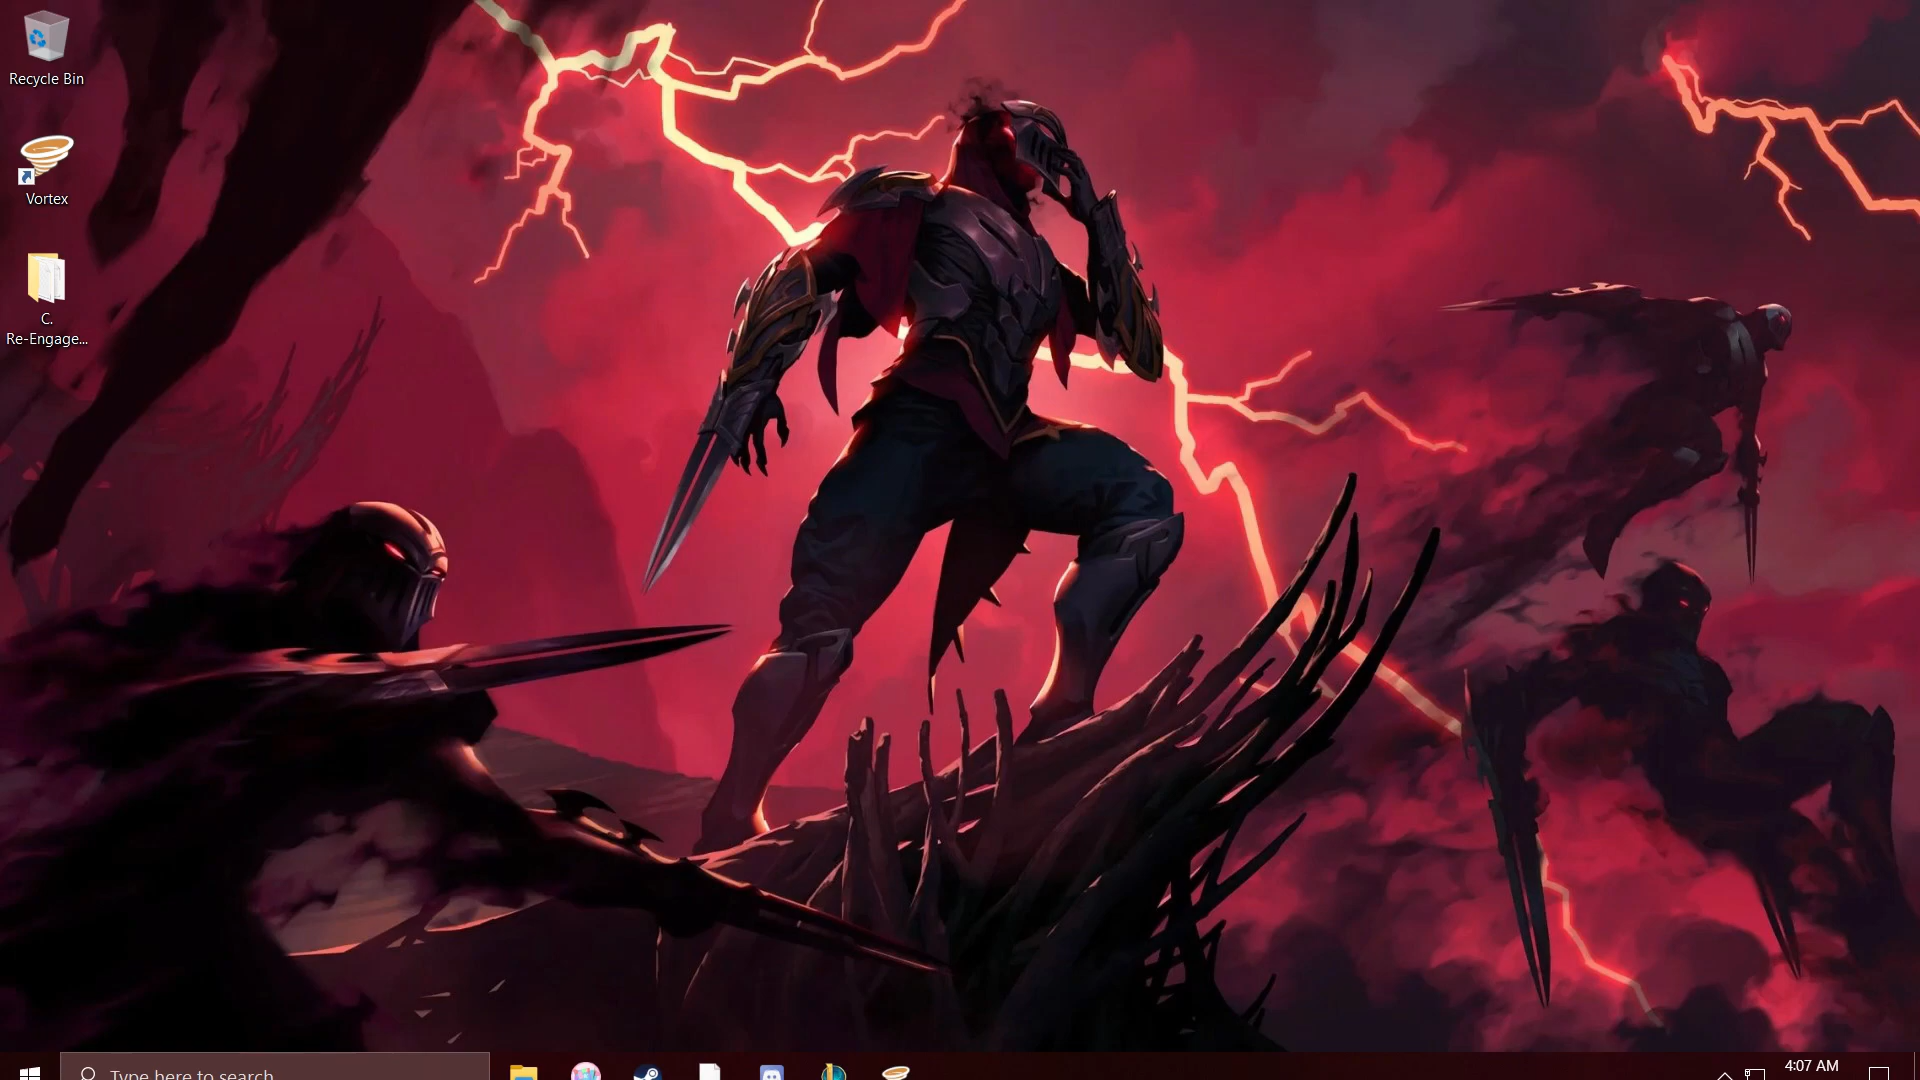 Recycle Bin
Vortex
C.
Re-Engage...
Type here to search
4:07 AM